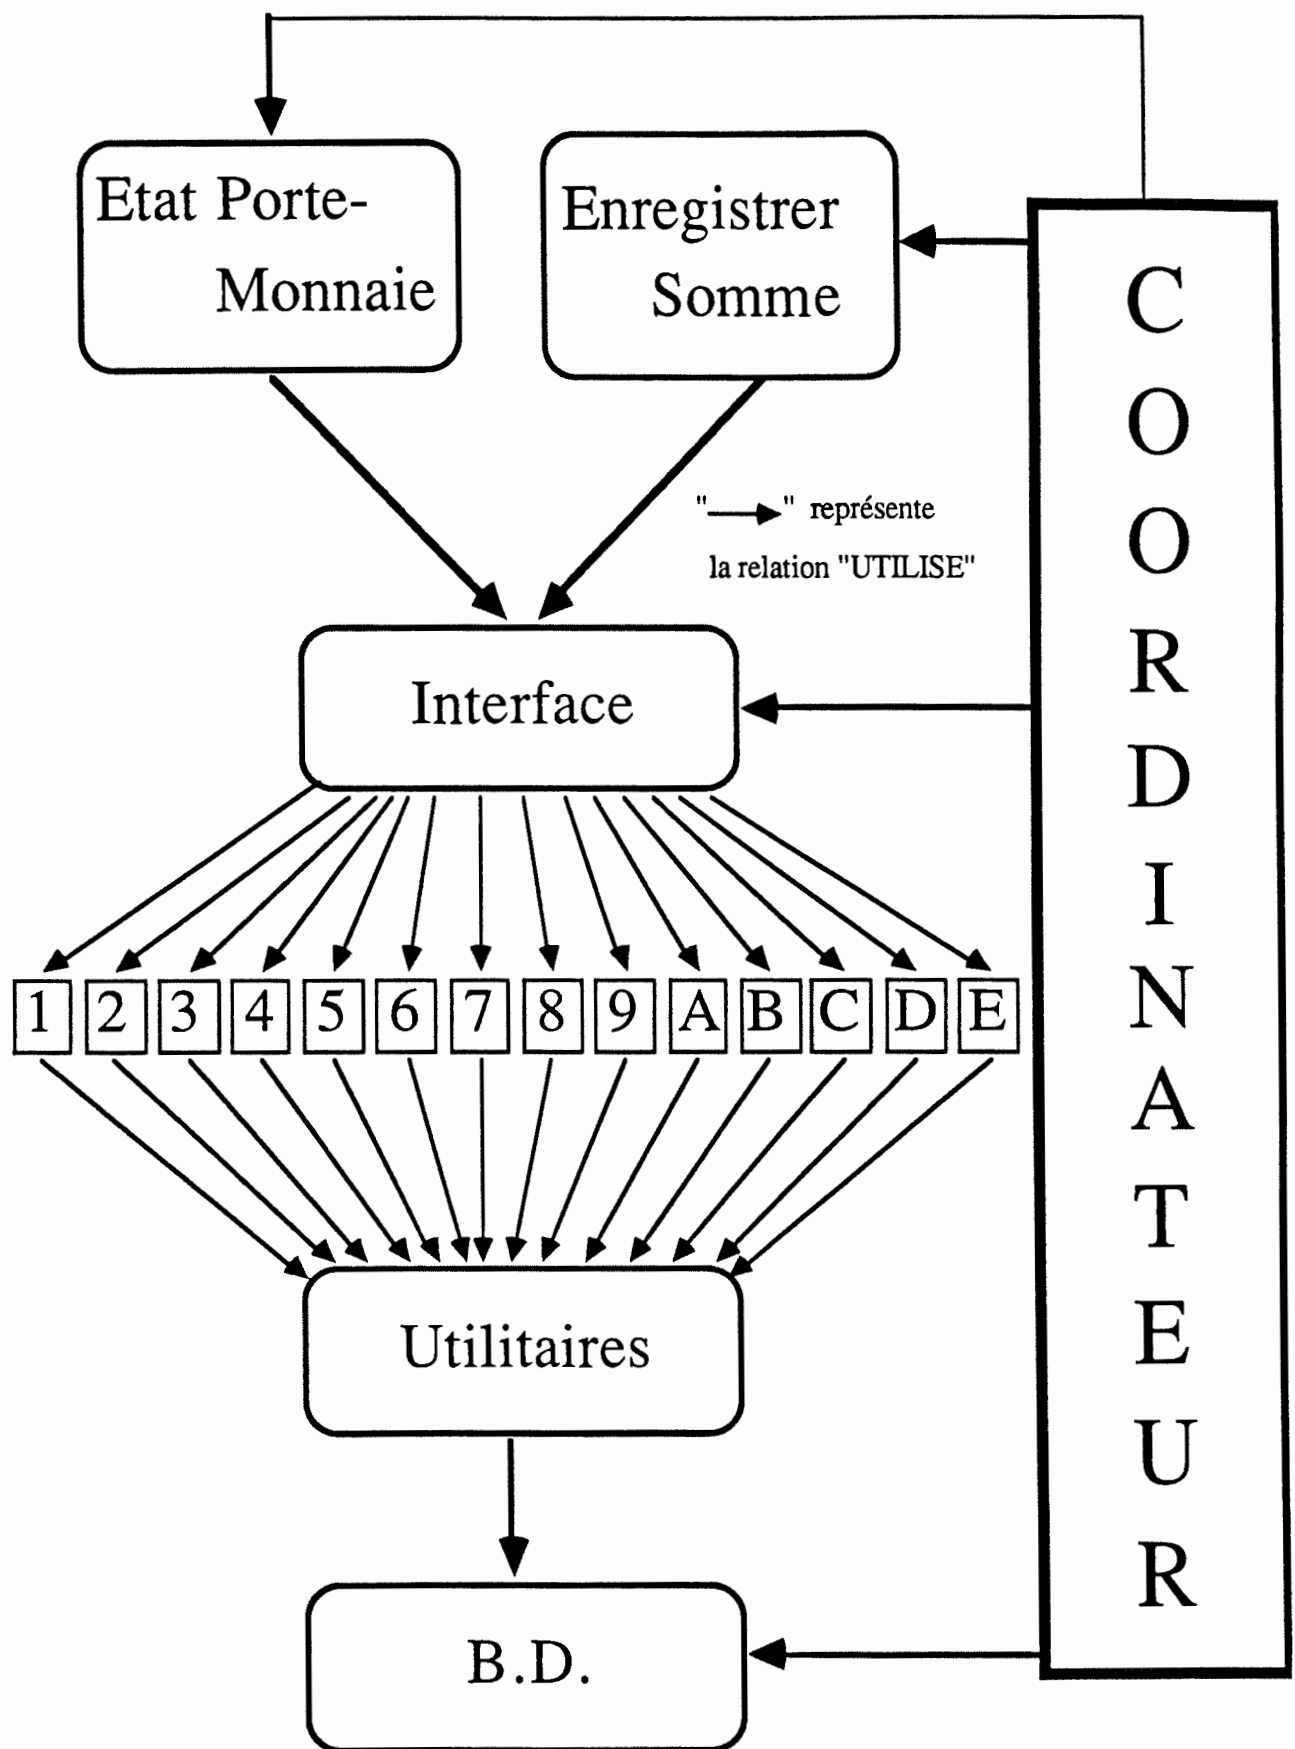 Etat Porte-
Monnaie
Enregistrer
Somme
"⟶" représente
la relation "UTILISE"
Interface
1 2 3 4 5 6 7 8 9 A B C D E
Utilitaires
B.D.
C
O
O
R
D
I
N
A
T
E
U
R